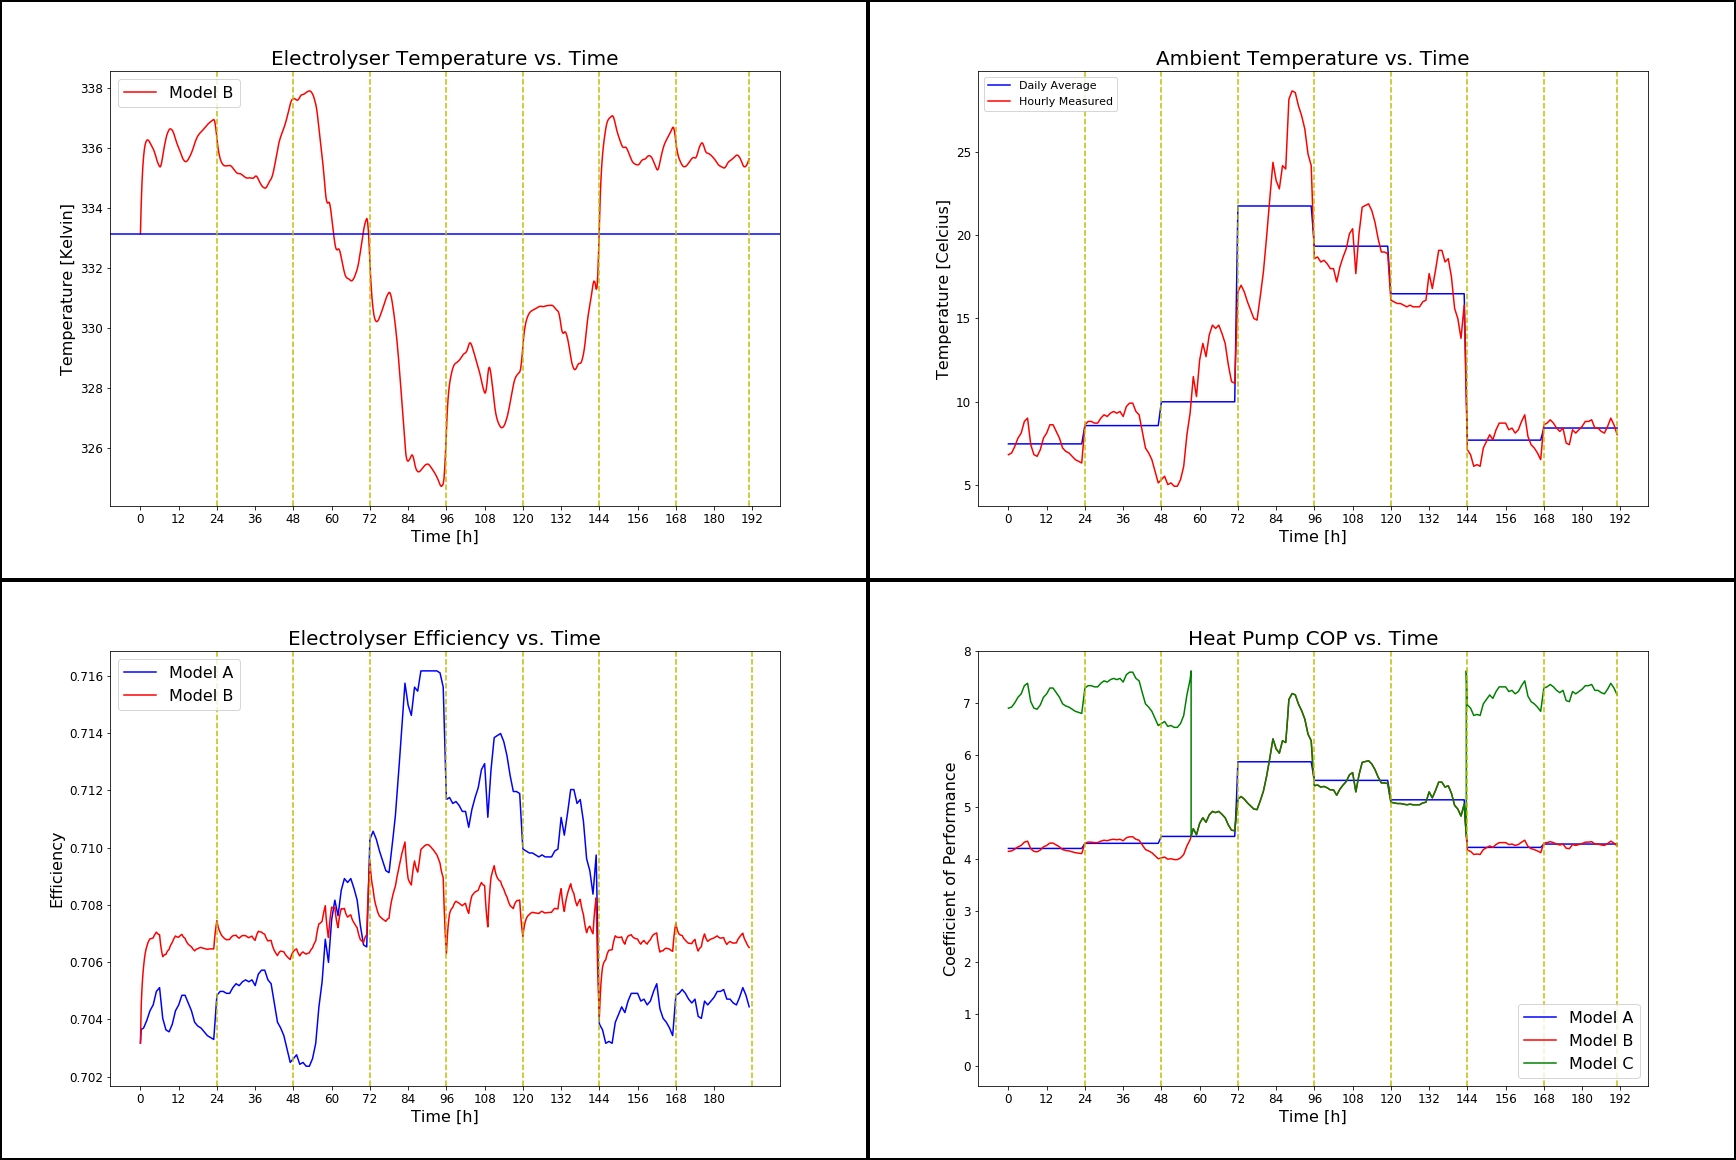 Electrolyser Temperature vs. Time
Model B
338
336
334
332
330
328
326
Temperature [Kelvin]
0 12 24 36 48 60 72 84 96 108 120 132 144 156 168 180 192
Time [h]
Ambient Temperature vs. Time
Daily Average
Hourly Measured
25
20
15
10
5
Temperature [Celcius]
0 12 24 36 48 60 72 84 96 108 120 132 144 156 168 180 192
Time [h]
Electrolyser Efficiency vs. Time
Model A
Model B
0.716
0.714
0.712
0.710
0.708
0.706
0.704
0.702
Efficiency
0 12 24 36 48 60 72 84 96 108 120 132 144 156 168 180
Time [h]
Heat Pump COP vs. Time
8
7
6
5
4
3
2
1
0
Coefficient of Performance
Model A
Model B
Model C
0 12 24 36 48 60 72 84 96 108 120 132 144 156 168 180 192
Time [h]